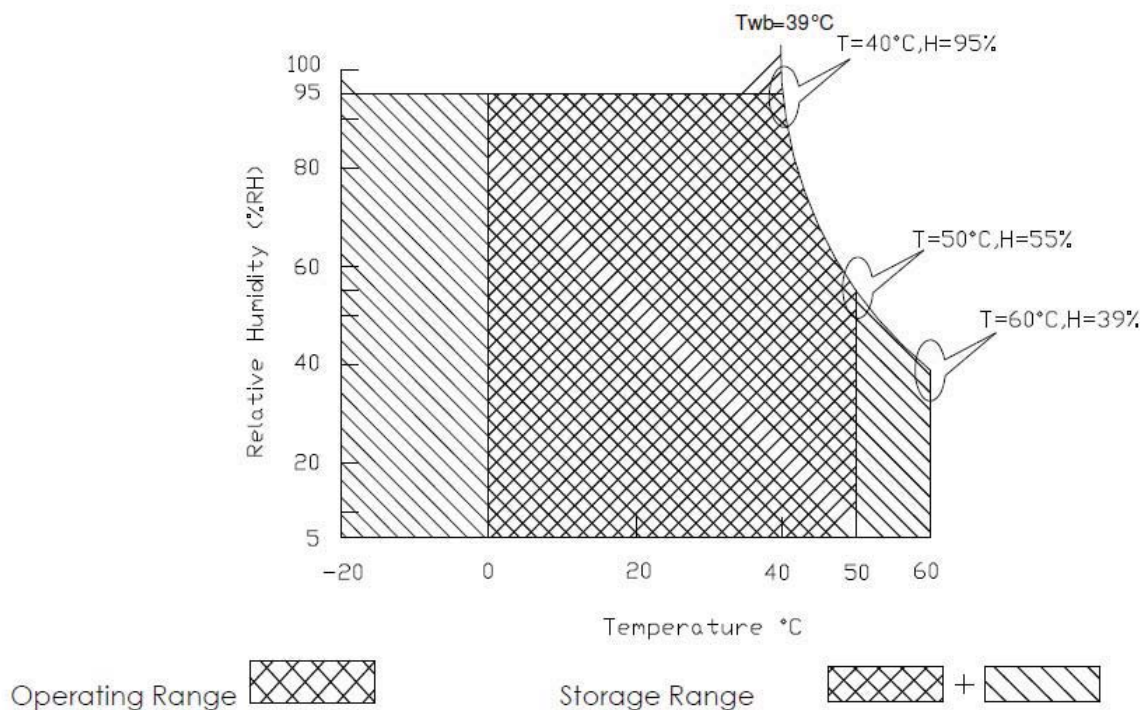 Twb=39°C
T=40°C,H=95%
100
95
80
60
40
20
5
Relative Humidity (%RH)
T=50°C,H=55%
T=60°C,H=39%
-20 0 20 40 50 60
Temperature °C
Operating Range Storage Range +